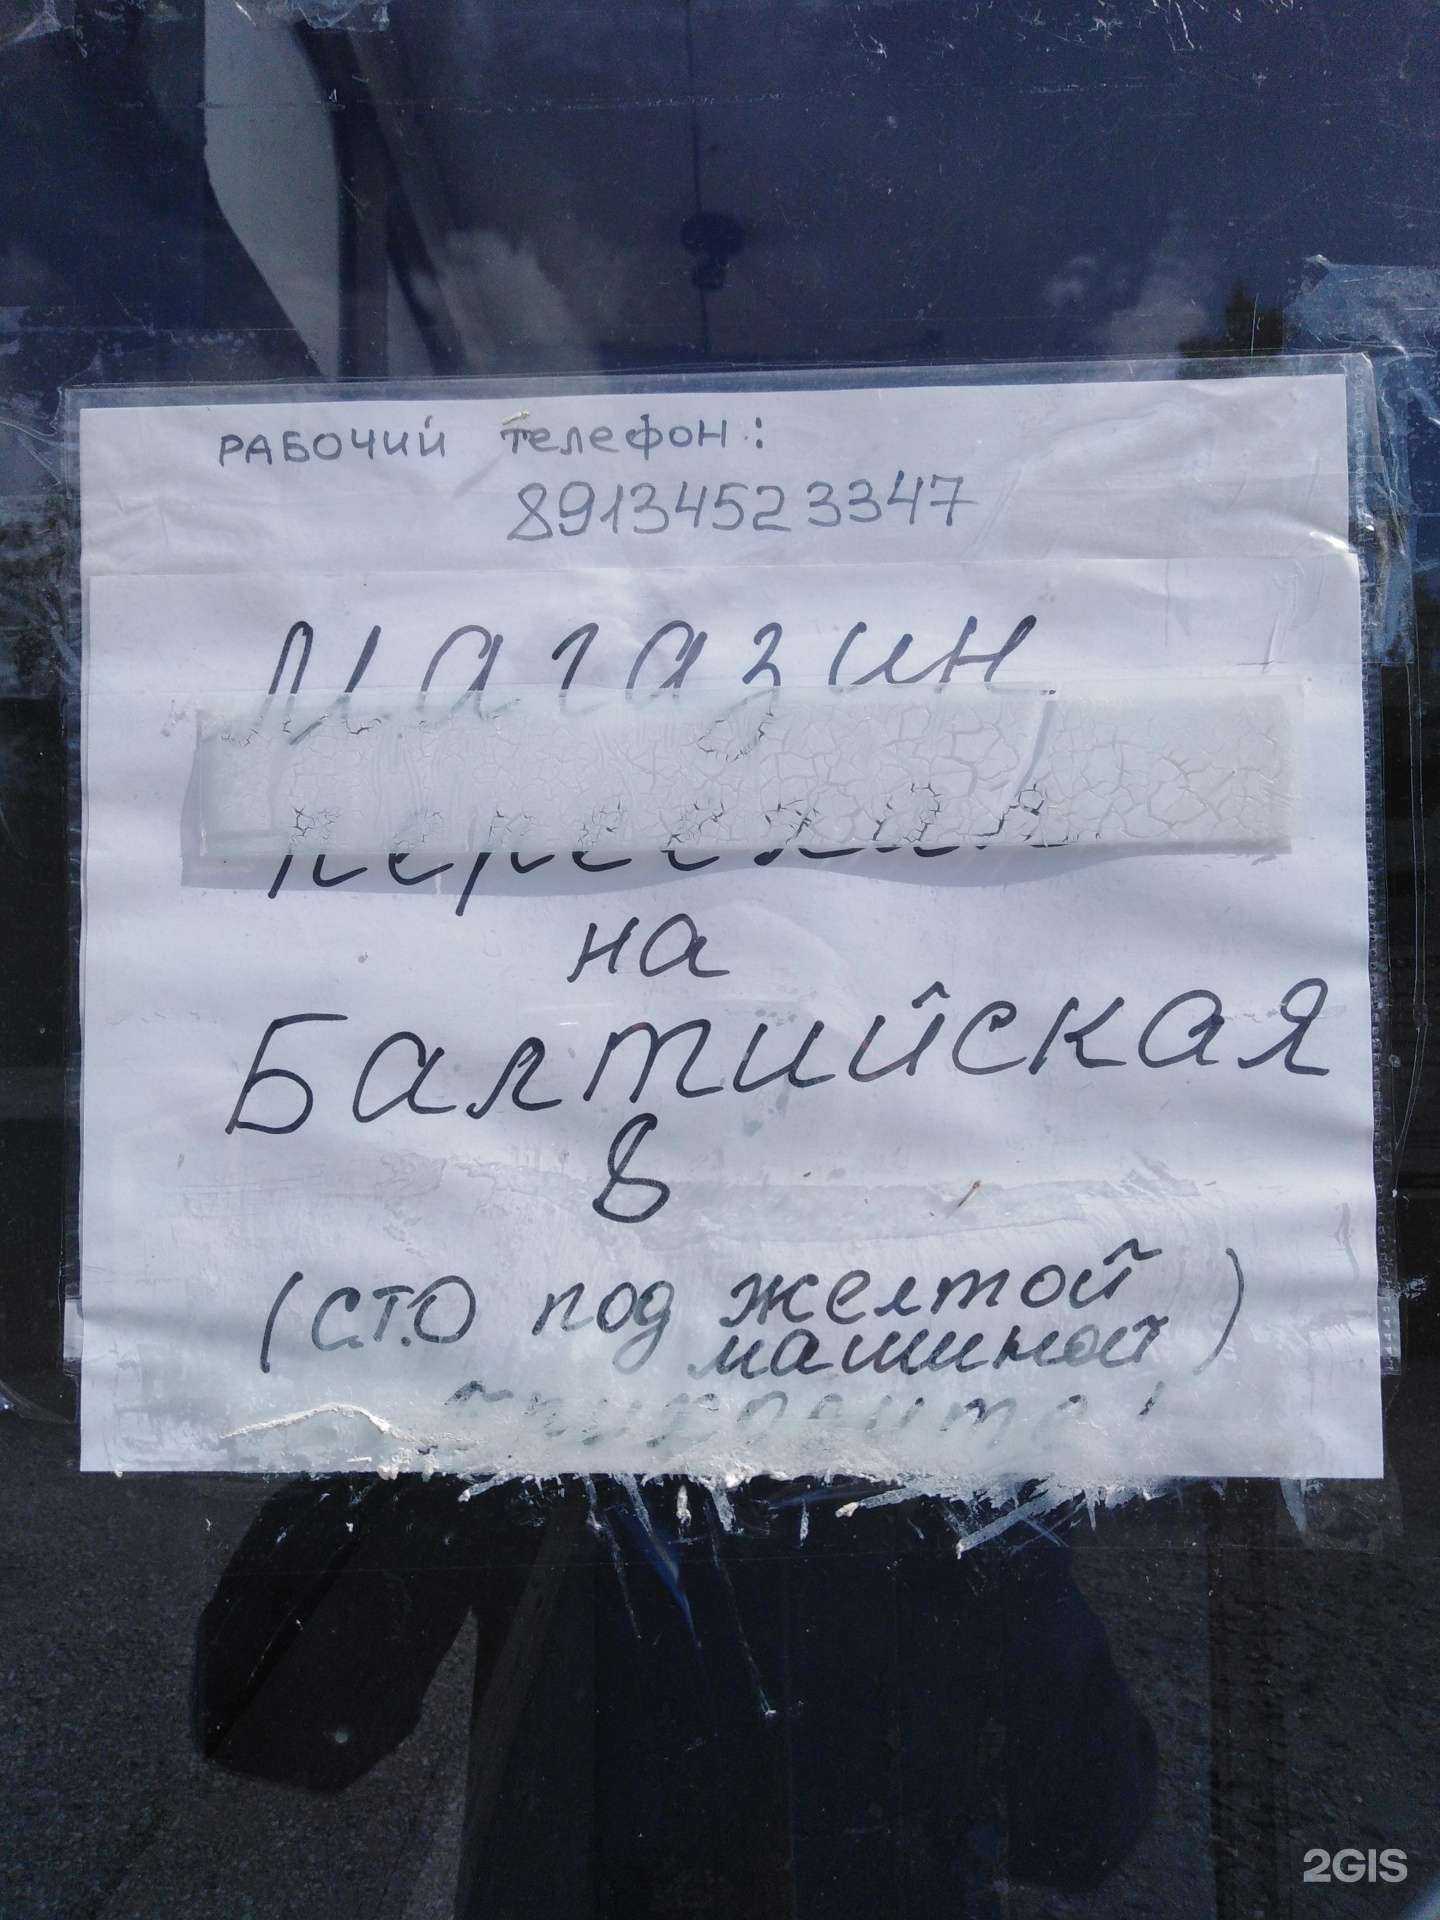 РАБОЧИЙ телефон:
89134523347
Магазин
на
Балтийская
8
(С.Т.О под желтой
машиной)
2GIS